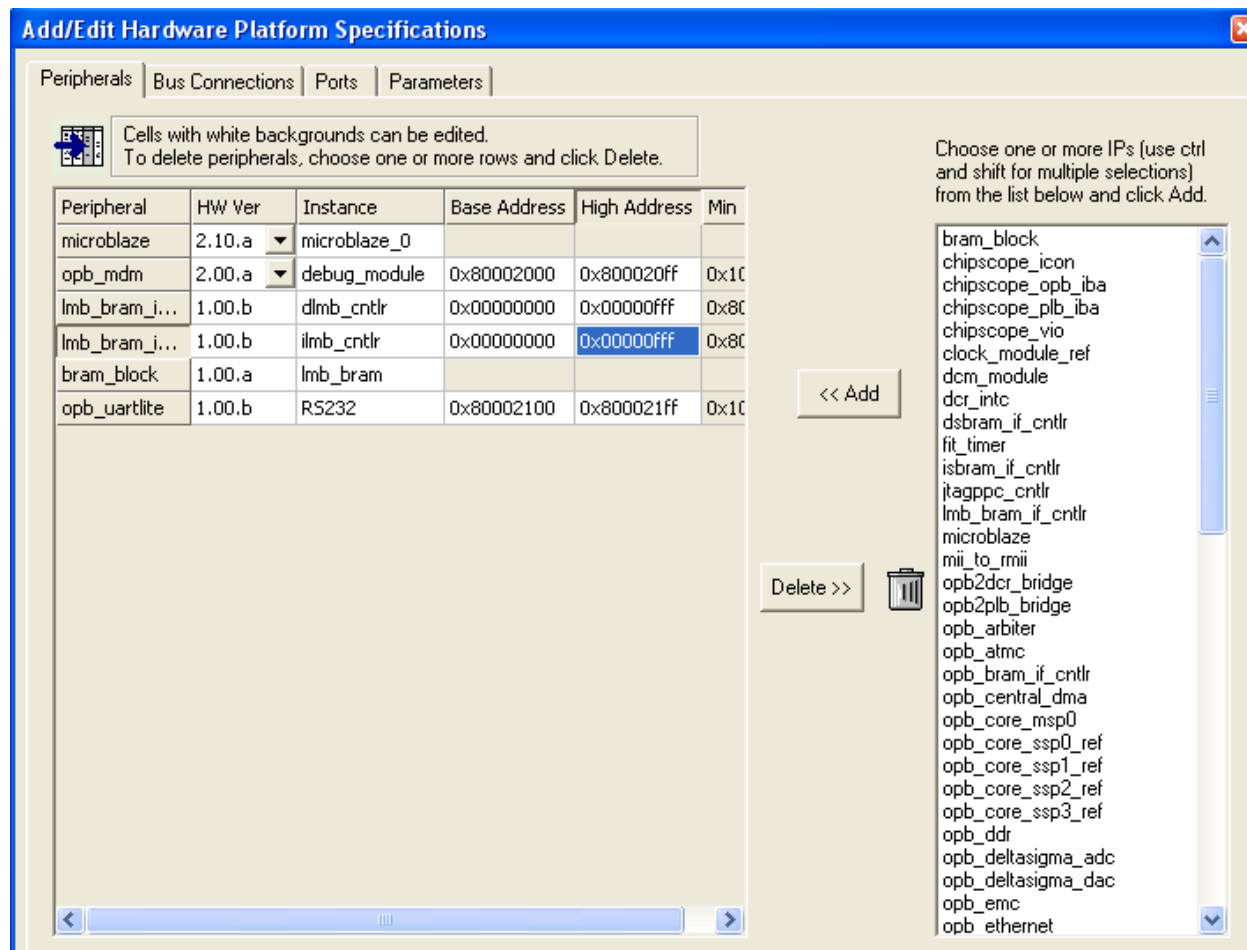 Add/Edit Hardware Platform Specifications
Peripherals Bus Connections Ports Parameters
Cells with white backgrounds can be edited.
To delete peripherals, choose one or more rows and click Delete.
Peripheral HW Ver Instance Base Address High Address Min
microblaze 2.10.a microblaze_0
opb_mdm 2.00.a debug_module 0x80002000 0x800020ff 0x10
lmb_bram_i... 1.00.b dlmb_cntlr 0x00000000 0x00000fff 0x80
lmb_bram_i... 1.00.b ilmb_cntlr 0x00000000 0x00000fff 0x80
bram_block 1.00.a lmb_bram
opb_uartlite 1.00.b RS232 0x80002100 0x800021ff 0x10
<< Add
Delete >>
Choose one or more IPs (use ctrl
and shift for multiple selections)
from the list below and click Add.
bram_block
chipscope_icon
chipscope_opb_iba
chipscope_plb_iba
chipscope_vio
clock_module_ref
dcm_module
dcr_intc
dsbram_if_cntlr
fit_timer
isbram_if_cntlr
jtagppc_cntlr
lmb_bram_if_cntlr
microblaze
mii_to_rmii
opb2dcr_bridge
opb2plb_bridge
opb_arbiter
opb_atmc
opb_bram_if_cntlr
opb_central_dma
opb_core_msp0
opb_core_ssp0_ref
opb_core_ssp1_ref
opb_core_ssp2_ref
opb_core_ssp3_ref
opb_ddr
opb_deltasigma_adc
opb_deltasigma_dac
opb_emc
opb_ethernet